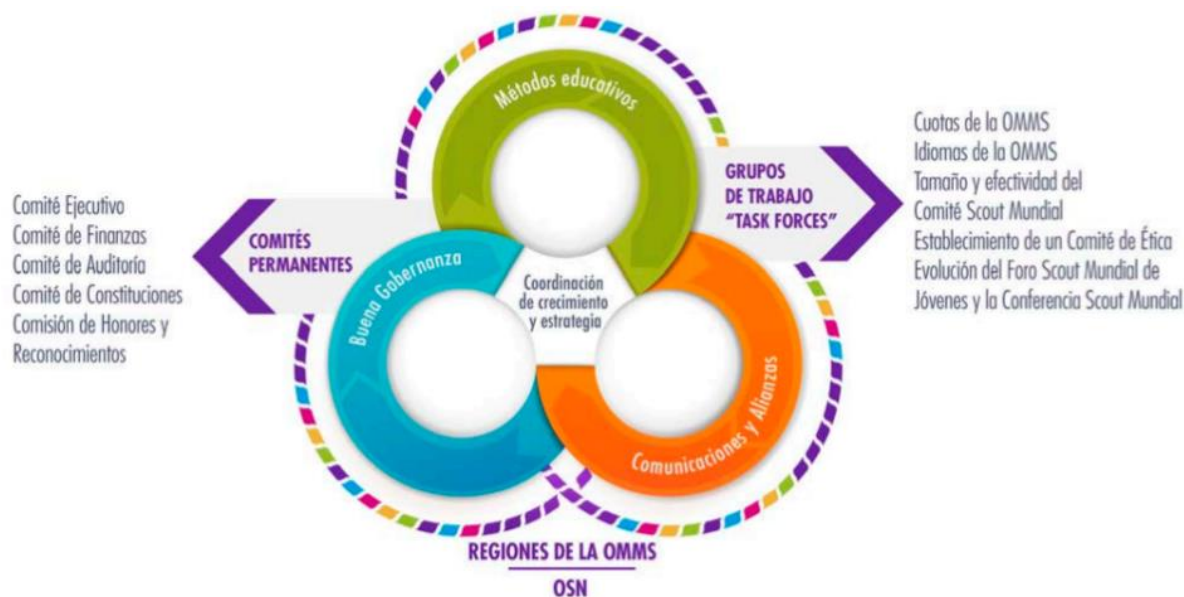 Métodos educativos
Cuotas de la OMMS
Idiomas de la OMMS
Tamaño y efectividad del
Comité Scout Mundial
Establecimiento de un Comité de Ética
Evolución del Foro Scout Mundial de
Jóvenes y la Conferencia Scout Mundial
GRUPOS
DE TRABAJO
“TASK FORCES”
Comité Ejecutivo
Comité de Finanzas
Comité de Auditoría
Comité de Constituciones
Comisión de Honores y
Reconocimientos
COMITÉS
PERMANENTES
Buena Gobernanza
Coordinación
de crecimiento
y estrategia
Comunicaciones y Alianzas
REGIONES DE LA OMMS
OSN